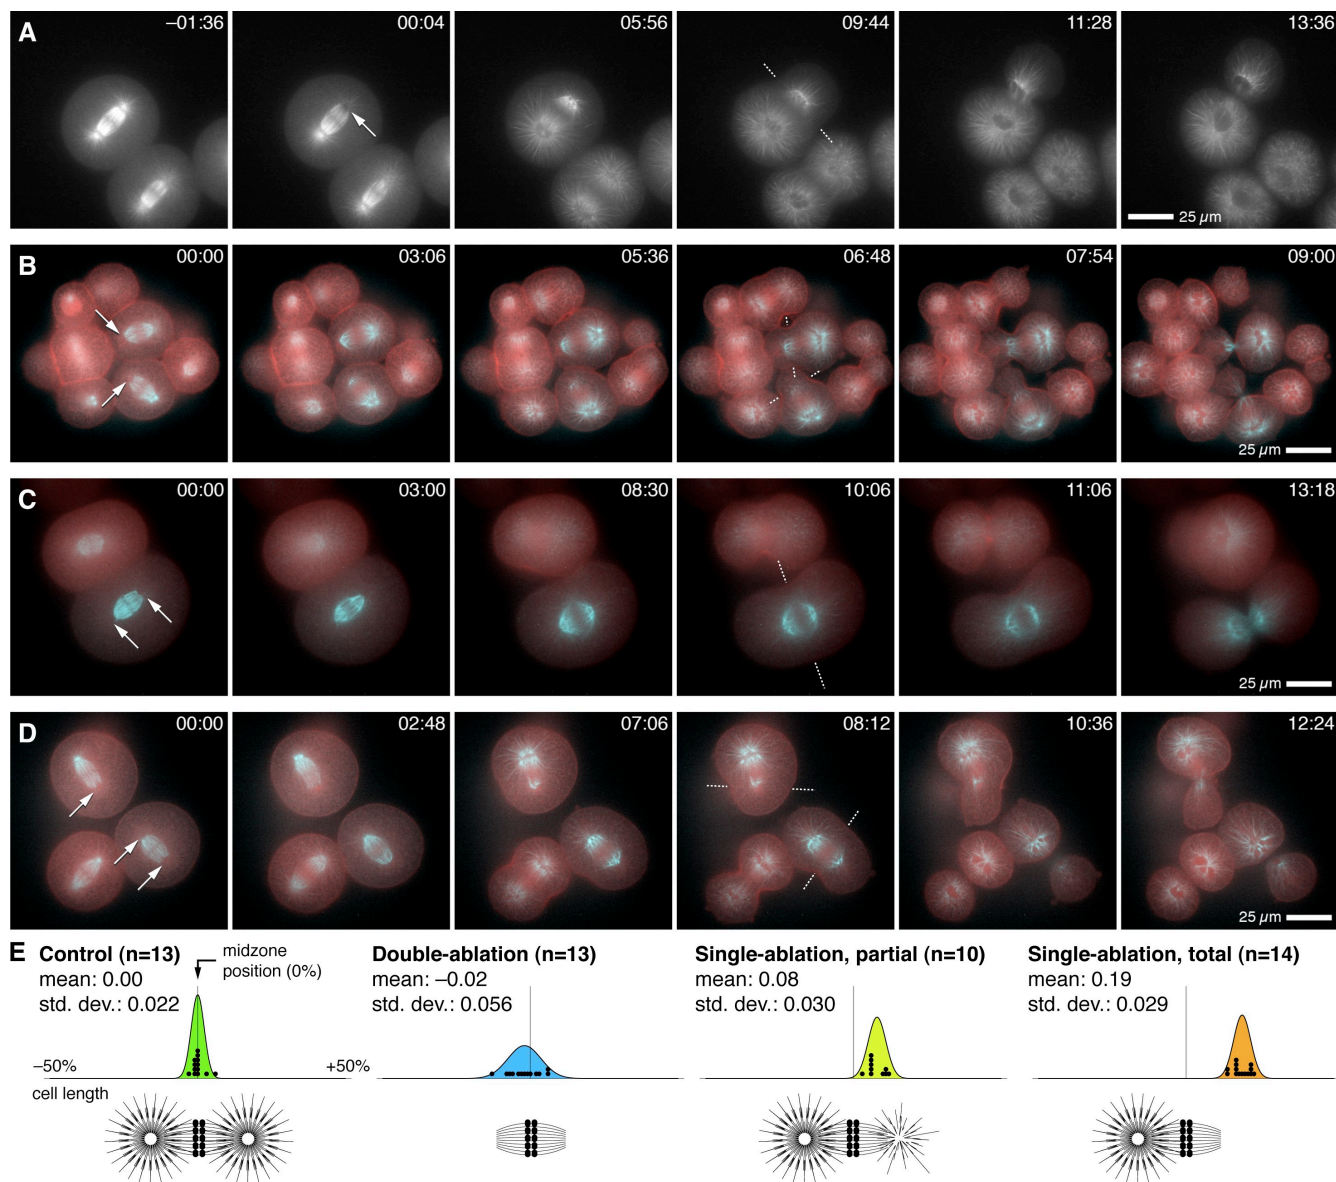 A –01:36 00:04 05:56 09:44 11:28 13:36
25 µm
B 00:00 03:06 05:36 06:48 07:54 09:00
25 µm
C 00:00 03:00 08:30 10:06 11:06 13:18
25 µm
D 00:00 02:48 07:06 08:12 10:36 12:24
25 µm
E Control (n=13)
mean: 0.00
std. dev.: 0.022
midzone
position (0%)
–50% +50%
cell length
Double-ablation (n=13)
mean: –0.02
std. dev.: 0.056
Single-ablation, partial (n=10)
mean: 0.08
std. dev.: 0.030
Single-ablation, total (n=14)
mean: 0.19
std. dev.: 0.029